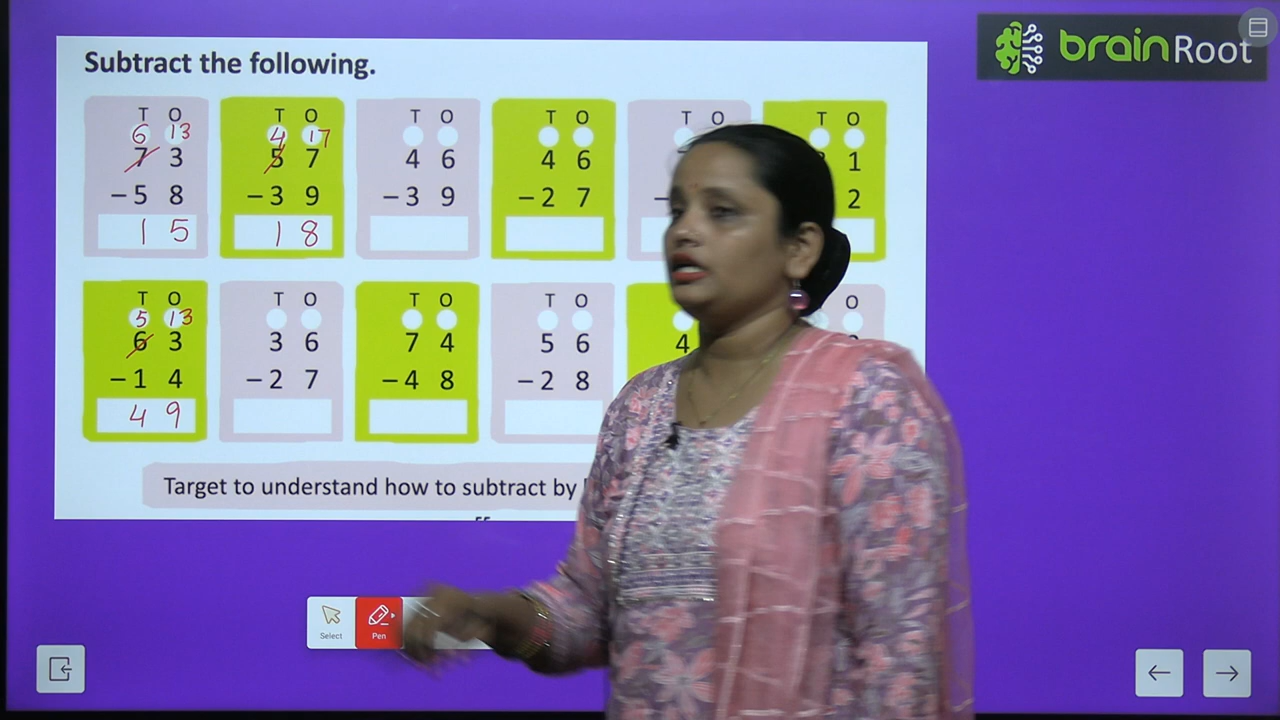 brainRoot
Subtract the following.
T O T O T O T O T O T O
6 13 4 17
7 3 5 7 4 6 4 6 1
- 5 8 - 3 9 - 3 9 - 2 7 - 2
1 5 1 8
T O T O T O T O O
5 13
6 3 3 6 7 4 5 6 4
- 1 4 - 2 7 - 4 8 - 2 8
4 9
Target to understand how to subtract by
55
Select Pen